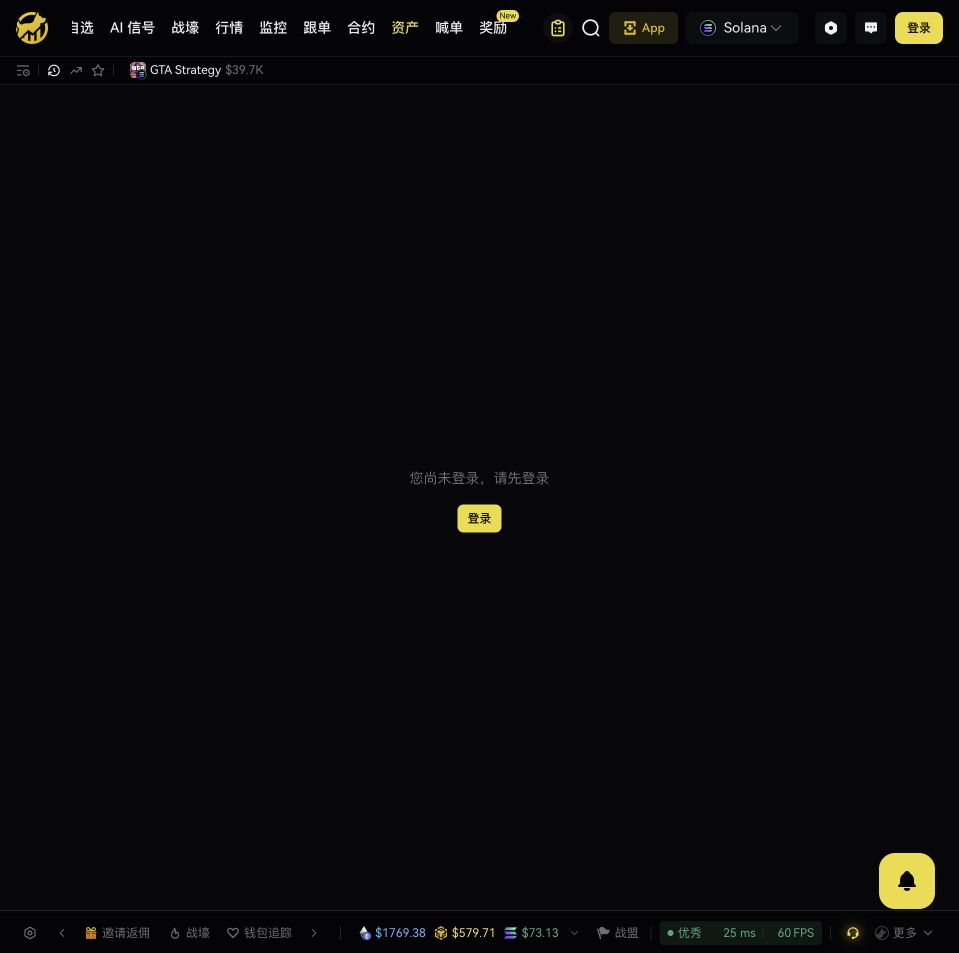 自选 AI 信号 战壕 行情 监控 跟单 合约 资产 喊单 奖励 New App Solana 登录
GTA Strategy $39.7K
您尚未登录，请先登录
登录
邀请返佣 战壕 钱包追踪 $1769.38 $579.71 $73.13 战盟 优秀 25 ms 60 FPS 更多